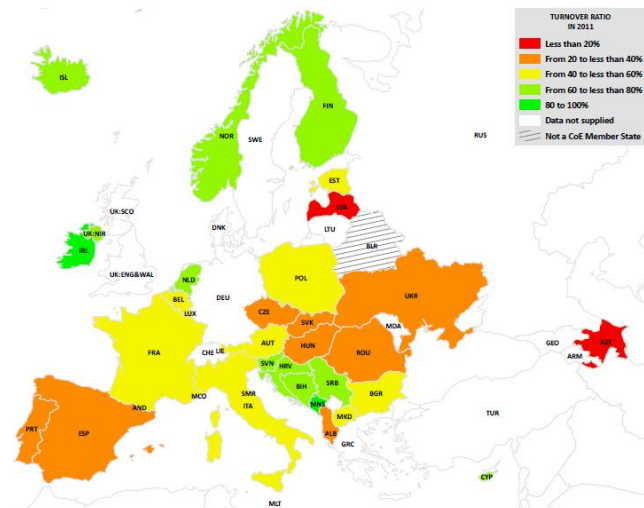 TURNOVER RATIO
IN 2011
Less than 20%
From 20 to less than 40%
From 40 to less than 60%
From 60 to less than 80%
80 to 100%
Data not supplied
Not a CoE Member State
ISL
FIN
NOR
SWE
RUS
EST
LVA
UK:SCO
LTU
DNK
UK:NIR
IRL
BLR
UK:ENG&WAL
NLD
POL
DEU
BEL
UKR
LUX
CZE
SVK
MDA
AUT
HUN
ROU
FRA
CHE
LIE
GEO
AZE
ARM
SVN
HRV
BIH
SRB
MCO
SMR
ITA
MNE
BGR
AND
MKD
TUR
PRT
ESP
ALB
GRC
CYP
MLT